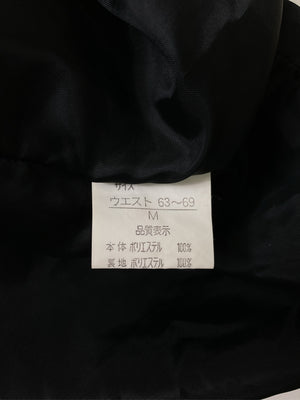 サイズ
ウエスト 63〜69
M
品質表示
本体 ポリエステル 100%
裏地 ポリエステル 100%